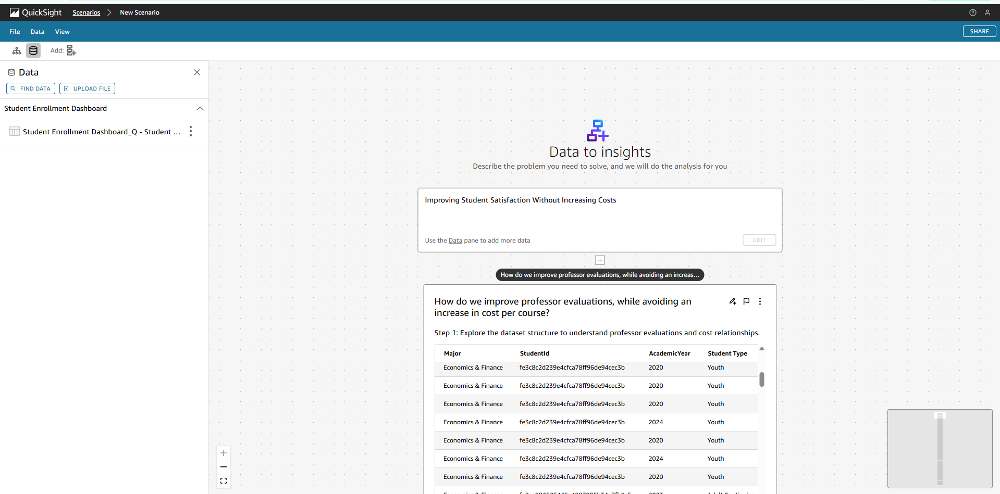 QuickSight Scenarios New Scenario
File Data View SHARE
Add:
Data
FIND DATA UPLOAD FILE
Student Enrollment Dashboard
Student Enrollment Dashboard_Q - Student ...
Data to insights
Describe the problem you need to solve, and we will do the analysis for you
Improving Student Satisfaction Without Increasing Costs
Use the Data pane to add more data EDIT
How do we improve professor evaluations, while avoiding an increas...
How do we improve professor evaluations, while avoiding an
increase in cost per course?
Step 1: Explore the dataset structure to understand professor evaluations and cost relationships.
Major StudentId AcademicYear Student Type
Economics & Finance fe3c8c2d239e4cfca78ff96de94cec3b 2020 Youth
Economics & Finance fe3c8c2d239e4cfca78ff96de94cec3b 2020 Youth
Economics & Finance fe3c8c2d239e4cfca78ff96de94cec3b 2020 Youth
Economics & Finance fe3c8c2d239e4cfca78ff96de94cec3b 2024 Youth
Economics & Finance fe3c8c2d239e4cfca78ff96de94cec3b 2020 Youth
Economics & Finance fe3c8c2d239e4cfca78ff96de94cec3b 2024 Youth
Economics & Finance fe3c8c2d239e4cfca78ff96de94cec3b 2020 Youth